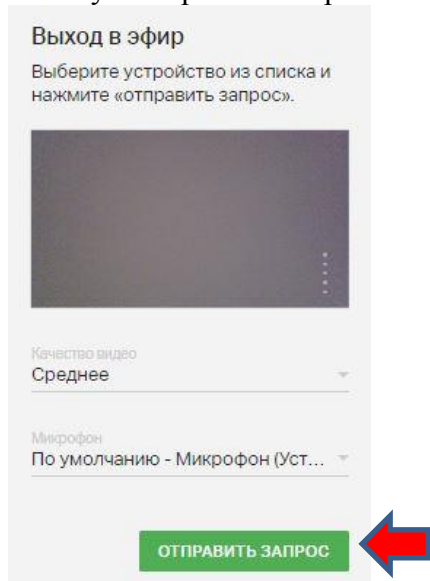 Выход в эфир
Выберите устройство из списка и
нажмите «отправить запрос».
Качество видео
Среднее
Микрофон
По умолчанию - Микрофон (Уст...
ОТПРАВИТЬ ЗАПРОС